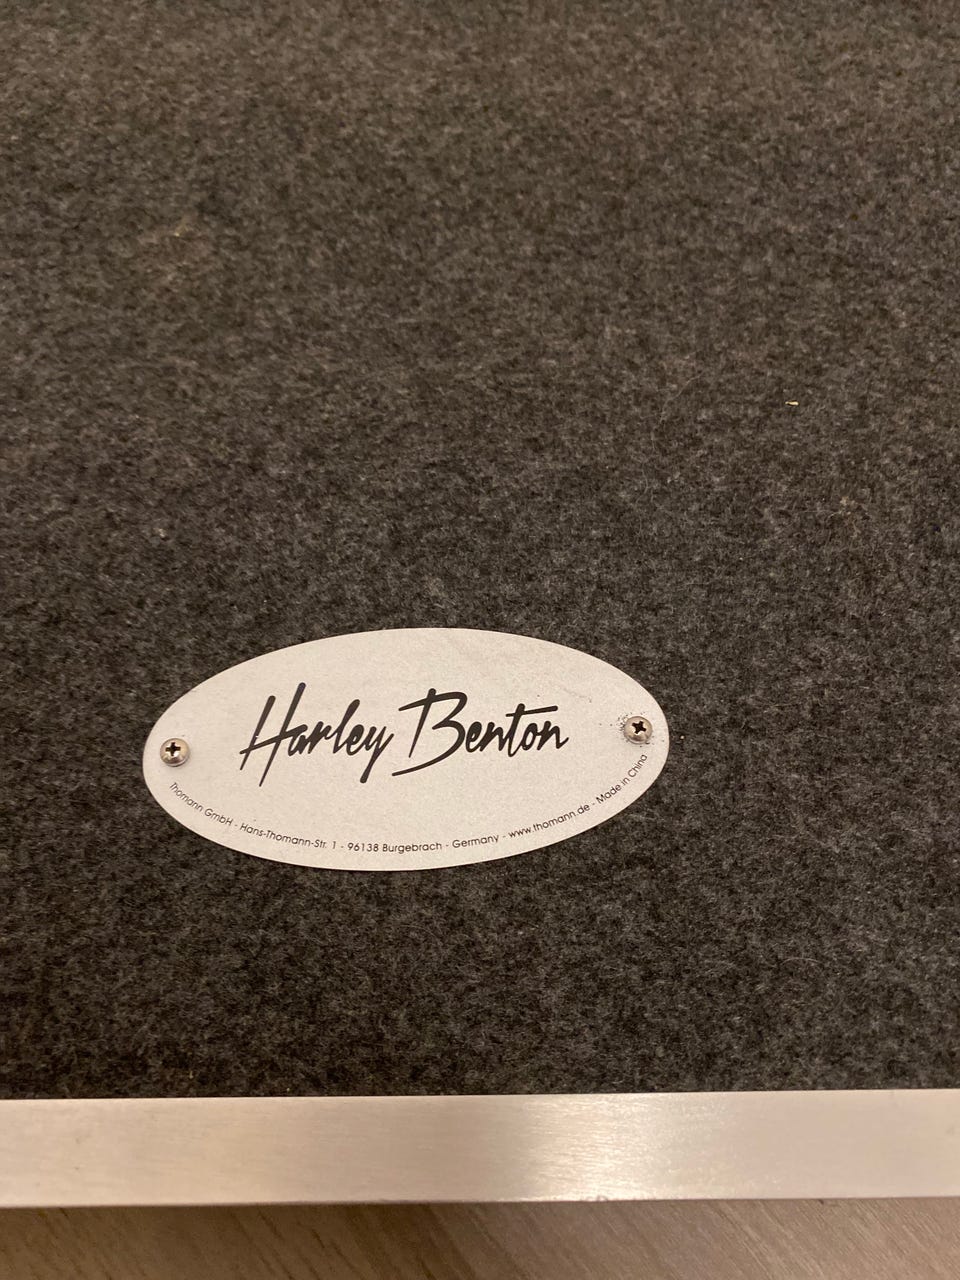 Harley Benton
Thomann GmbH - Hans-Thomann-Str. 1 - 96138 Burgebrach - Germany - www.thomann.de - Made in China